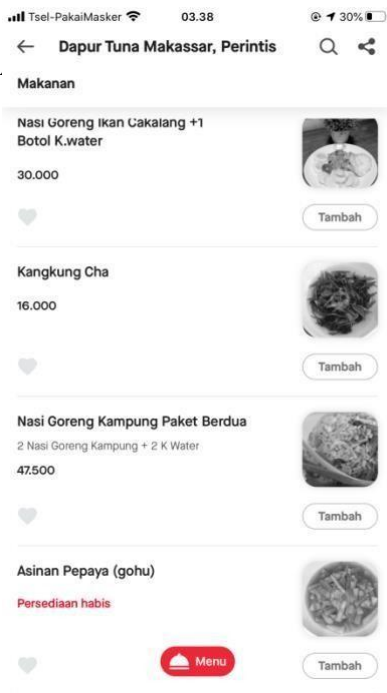 Tsel-PakaiMasker 03.38 30%
Dapur Tuna Makassar, Perintis
Makanan
Nasi Goreng Ikan Cakalang +1
Botol K.water
30.000
Tambah
Kangkung Cha
16.000
Tambah
Nasi Goreng Kampung Paket Berdua
2 Nasi Goreng Kampung + 2 K Water
47.500
Tambah
Asinan Pepaya (gohu)
Persediaan habis
Menu
Tambah